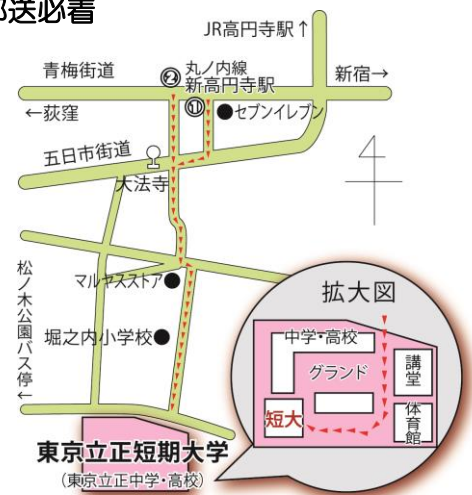 郵送必着
JR高円寺駅↑
青梅街道
②
丸ノ内線
新高円寺駅
新宿→
①
←荻窪
●セブンイレブン
五日市街道
大法寺
マルヤスストア●
松ノ木公園バス停←
堀之内小学校●
拡大図
中学・高校
グランド
講堂
短大
体育館
東京立正短期大学
(東京立正中学・高校)